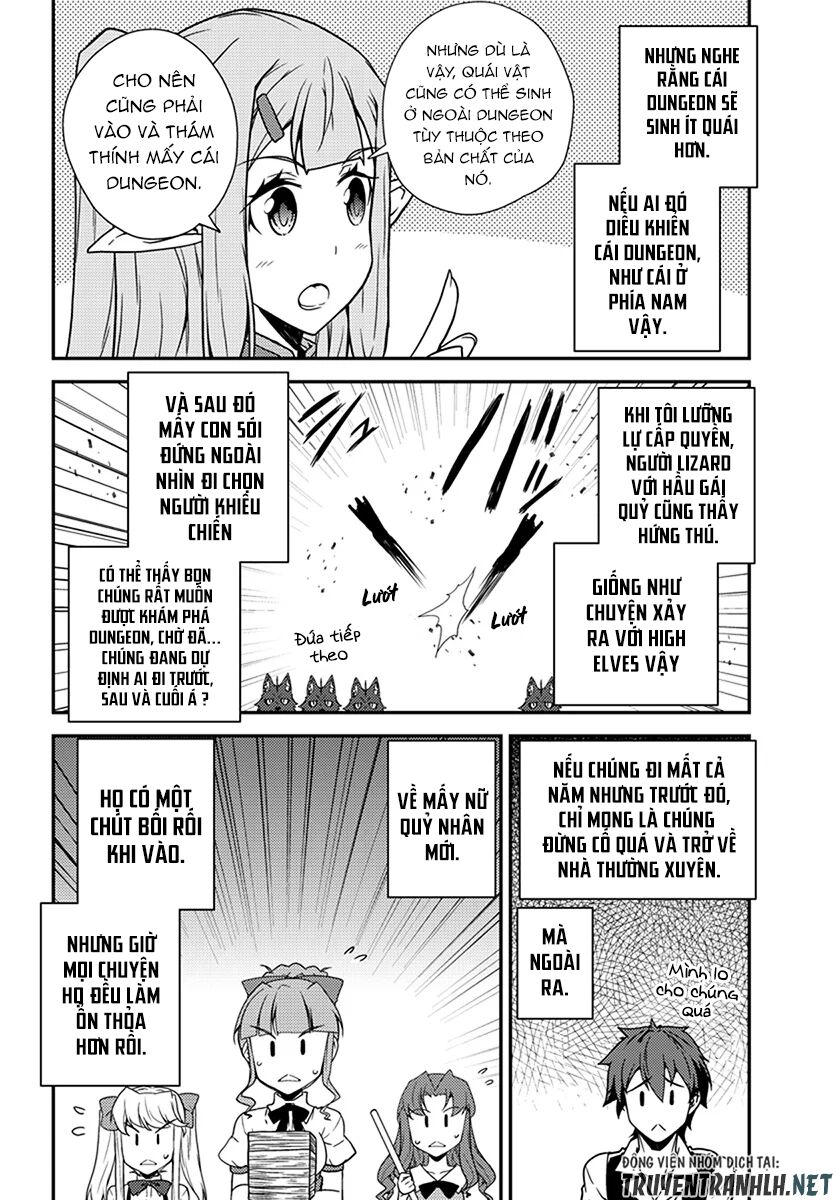 NHƯNG NGHE
RẰNG CÁI
DUNGEON SẼ
SINH ÍT QUÁI
HƠN.
NẾU AI ĐÓ
DIỀU KHIỂN
CÁI DUNGEON,
NHƯ CÁI Ở
PHÍA NAM
VẬY.
NHƯNG DÙ LÀ
VẬY, QUÁI VẬT
CŨNG CÓ THỂ SINH
Ở NGOÀI DUNGEON
TÙY THUỘC THEO
BẢN CHẤT CỦA
NÓ.
CHO NÊN
CŨNG PHẢI
VÀO VÀ THÁM
THÍNH MẤY CÁI
DUNGEON.
KHI TÔI LƯỠNG
LỰ CẤP QUYỀN,
NGƯỜI LIZARD
VỚI HẦU GÁI
QUỶ CŨNG THẤY
HỨNG THÚ.
GIỐNG NHƯ
CHUYỆN XẢY
RA VỚI HIGH
ELVES VẬY
Lướt
Lướt
Đứa tiếp
theo
VÀ SAU ĐÓ
MẤY CON SÓI
ĐỨNG NGOÀI
NHÌN ĐI CHỌN
NGƯỜI KHIÊU
CHIẾN
CÓ THỂ THẤY BỌN
CHÚNG RẤT MUỐN
ĐƯỢC KHÁM PHÁ
DUNGEON, CHỜ ĐÃ...
CHÚNG ĐANG DỰ
ĐỊNH AI ĐI TRƯỚC,
SAU VÀ CUỐI Á ?
NẾU CHÚNG ĐI MẤT CẢ
NĂM NHƯNG TRƯỚC ĐÓ,
CHỈ MONG LÀ CHÚNG
ĐỪNG CỐ QUÁ VÀ TRỞ VỀ
NHÀ THƯỜNG XUYÊN.
MÀ
NGOÀI
RA.
Mình lo
cho chúng
quá
VỀ MẤY NỮ
QUỶ NHÂN
MỚI.
HỌ CÓ MỘT
CHÚT BỐI RỐI
KHI VÀO.
NHƯNG GIỜ
MỌI CHUYỆN
HỌ ĐỀU LÀM
ỔN THỎA
HƠN RỒI.
ĐỘNG VIÊN NHÓM DỊCH TẠI:
TRUYENTRANHLH.NET